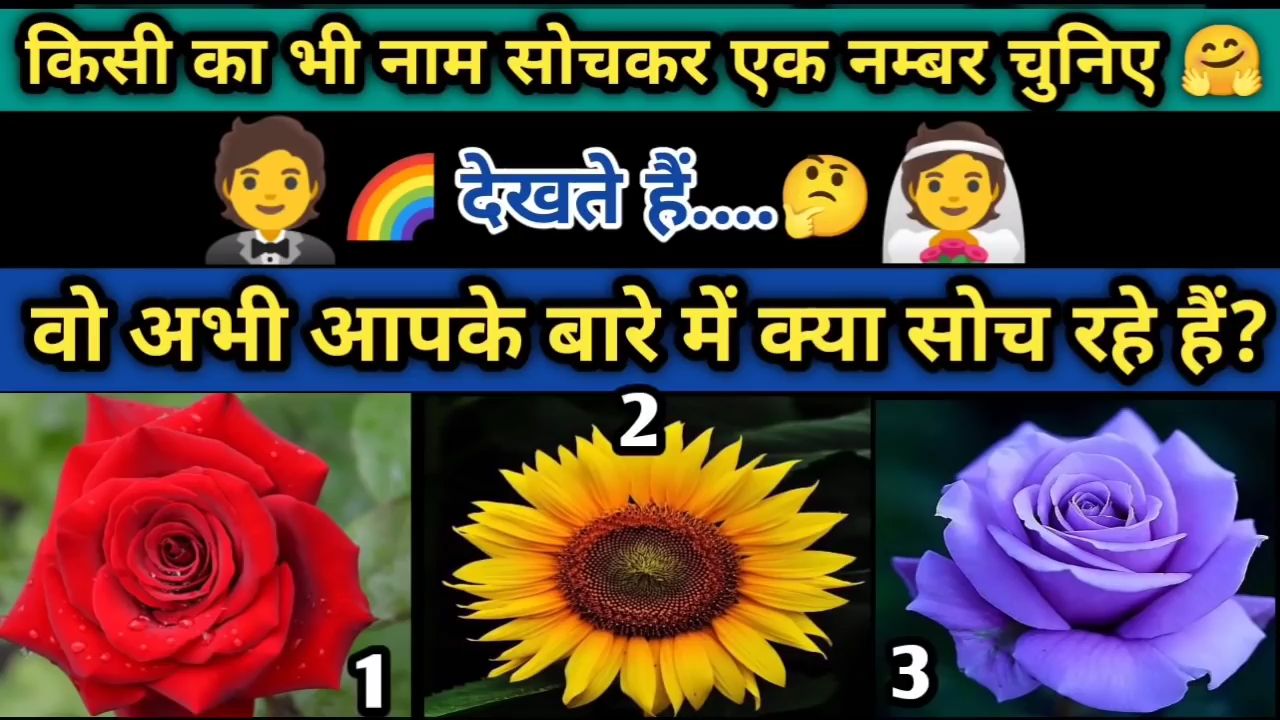 किसी का भी नाम सोचकर एक नम्बर चुनिए 🤗
देखते हैं....🤔
वो अभी आपके बारे में क्या सोच रहे हैं?
1
2
3